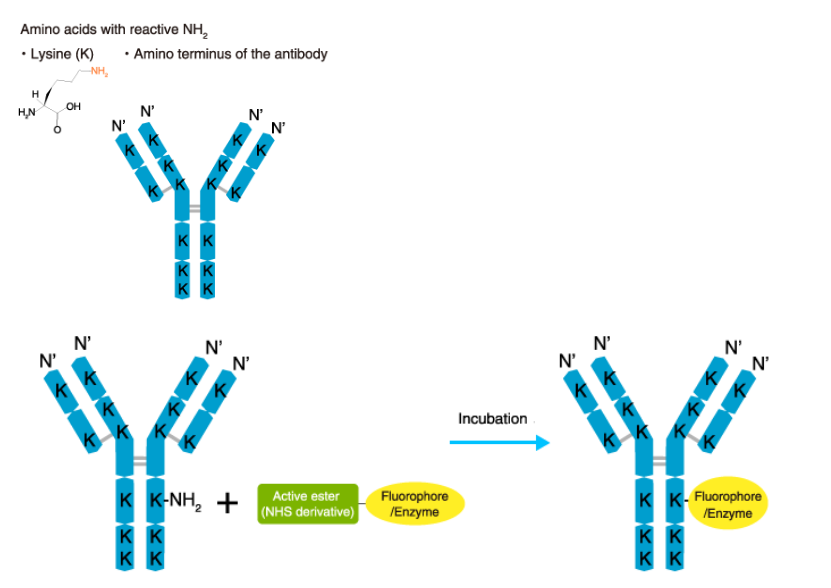 Amino acids with reactive NH2
• Lysine (K) • Amino terminus of the antibody
NH2
H
H2N
OH
O
N' N' N' N'
K K K K
K K
K K K K
K K
K K
K K
N' N' N' N'
K K K K
K K
K K K K
K K-NH2 + Active ester (NHS derivative) Fluorophore /Enzyme
K K
K K
Incubation
N' N' N' N'
K K K K
K K
K K K K
K K- Fluorophore /Enzyme
K K
K K